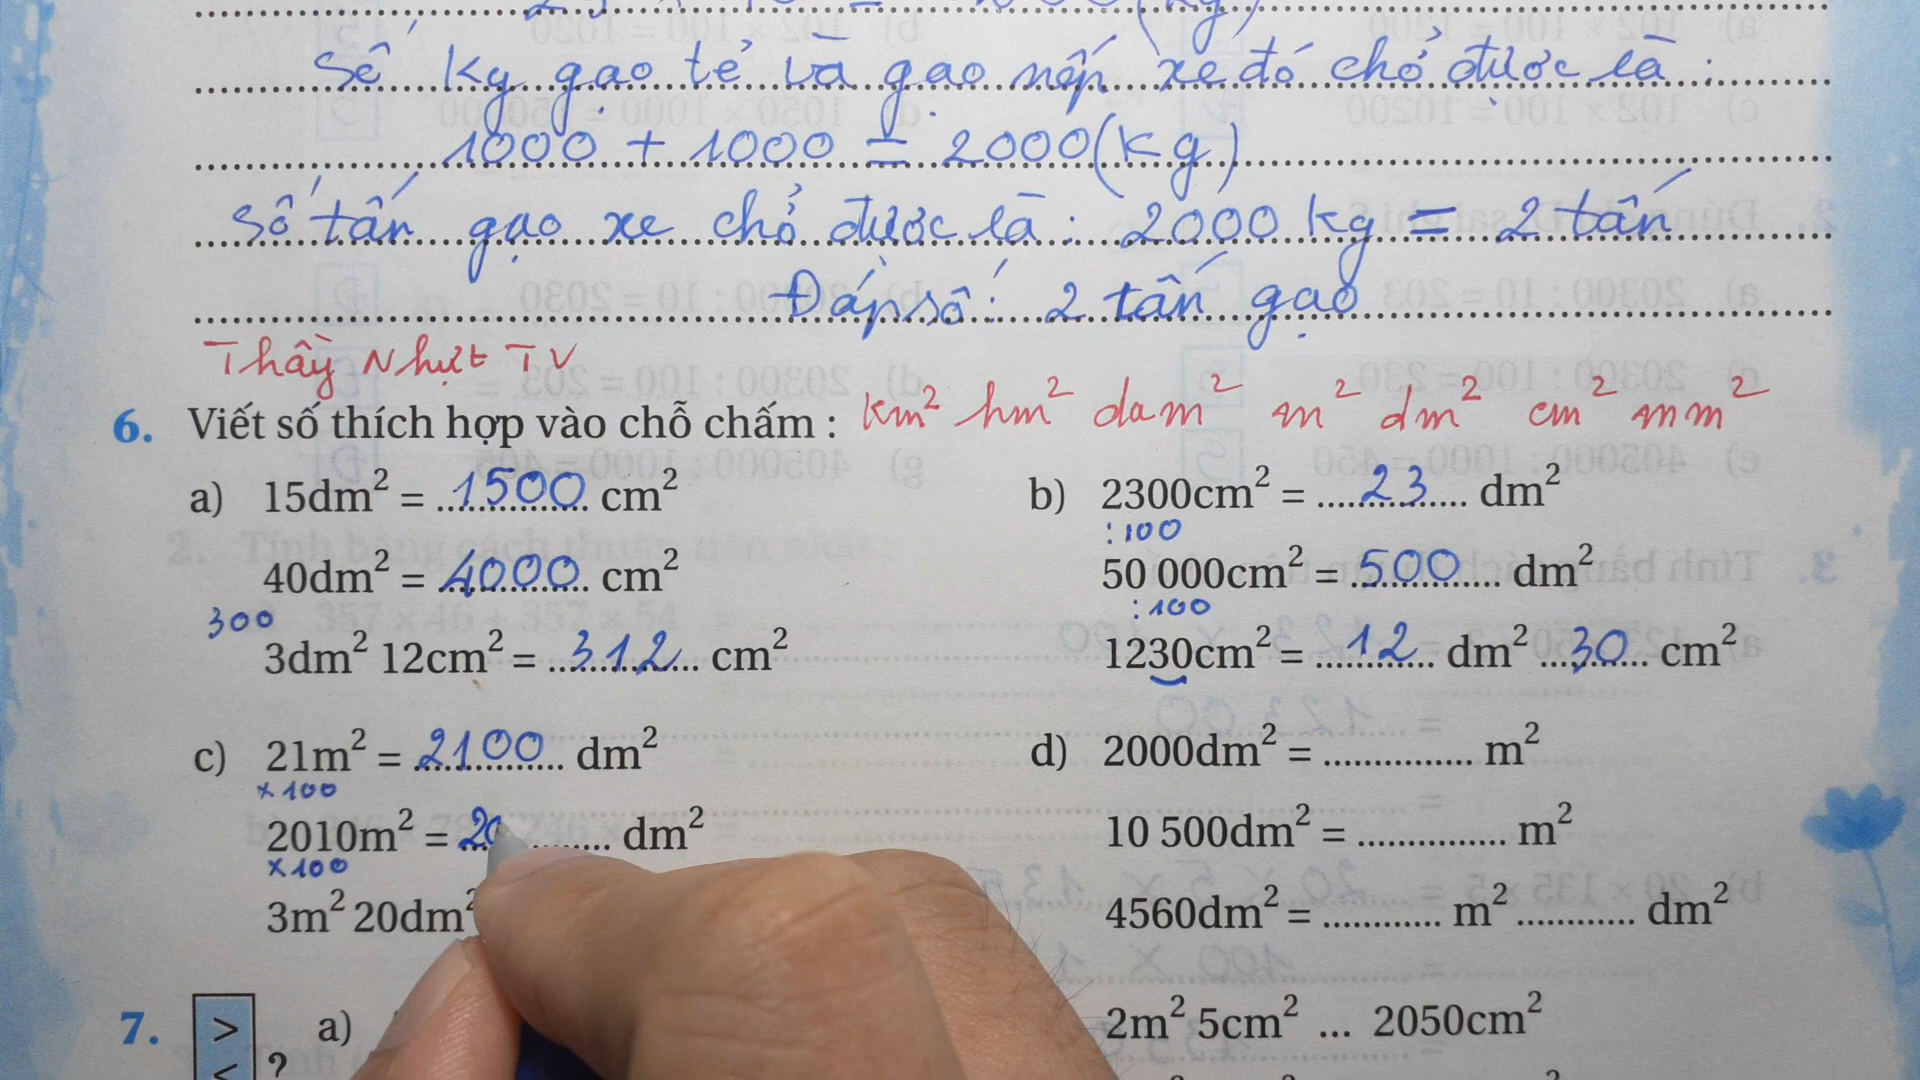 Số kg gạo tẻ và gạo nếp xe đó chở được là :
1000 + 1000 = 2000 (kg)
Số tấn gạo xe chở được là : 2000 kg = 2 tấn
Đáp số : 2 tấn gạo
Thầy Nhựt TV
6. Viết số thích hợp vào chỗ chấm : km² hm² dam² m² dm² cm² mm²
a) 15dm² = 1500 cm² b) 2300cm² = 23 dm²
:100
40dm² = 4000 cm² 50 000cm² = 500 dm²
300 :100
3dm² 12cm² = 312 cm² 1230cm² = 12 dm² 30 cm²
c) 21m² = 2100 dm² d) 2000dm² = ............... m²
×100
2010m² = 20 ........ dm² 10 500dm² = ............... m²
×100
3m² 20dm² 4560dm² = ............ m² ............ dm²
7. > a) 2m² 5cm² ... 2050cm²
< ?